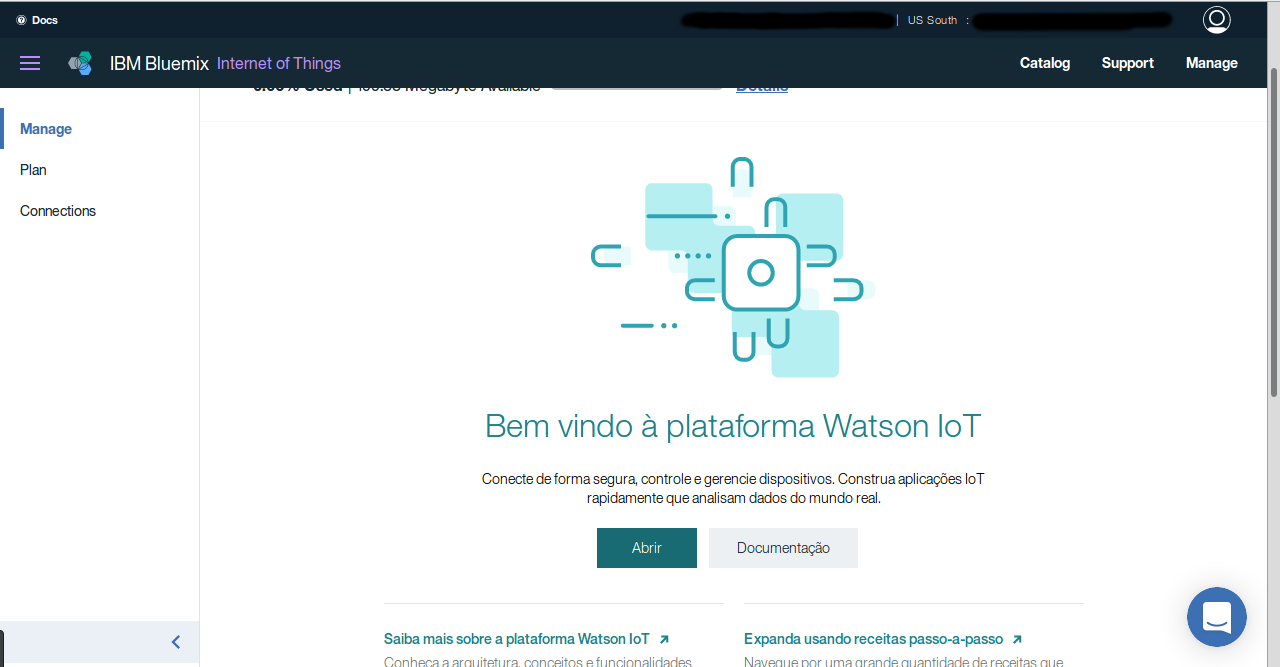 Docs
| US South :
IBM Bluemix Internet of Things
Catalog Support Manage
Used | Megabyte Available Details
Manage
Plan
Connections
Bem vindo à plataforma Watson IoT
Conecte de forma segura, controle e gerencie dispositivos. Construa aplicações IoT
rapidamente que analisam dados do mundo real.
Abrir Documentação
Saiba mais sobre a plataforma Watson IoT
Conheça a arquitetura, conceitos e funcionalidades
Expanda usando receitas passo-a-passo
Navegue por uma grande quantidade de receitas que